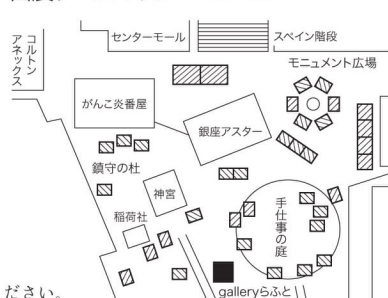 センターモール
スペイン階段
コルトン
アネックス
モニュメント広場
がんこ炎番屋
銀座アスター
鎮守の杜
神宮
稲荷社
手仕事の庭
galleryらふと
ださい。